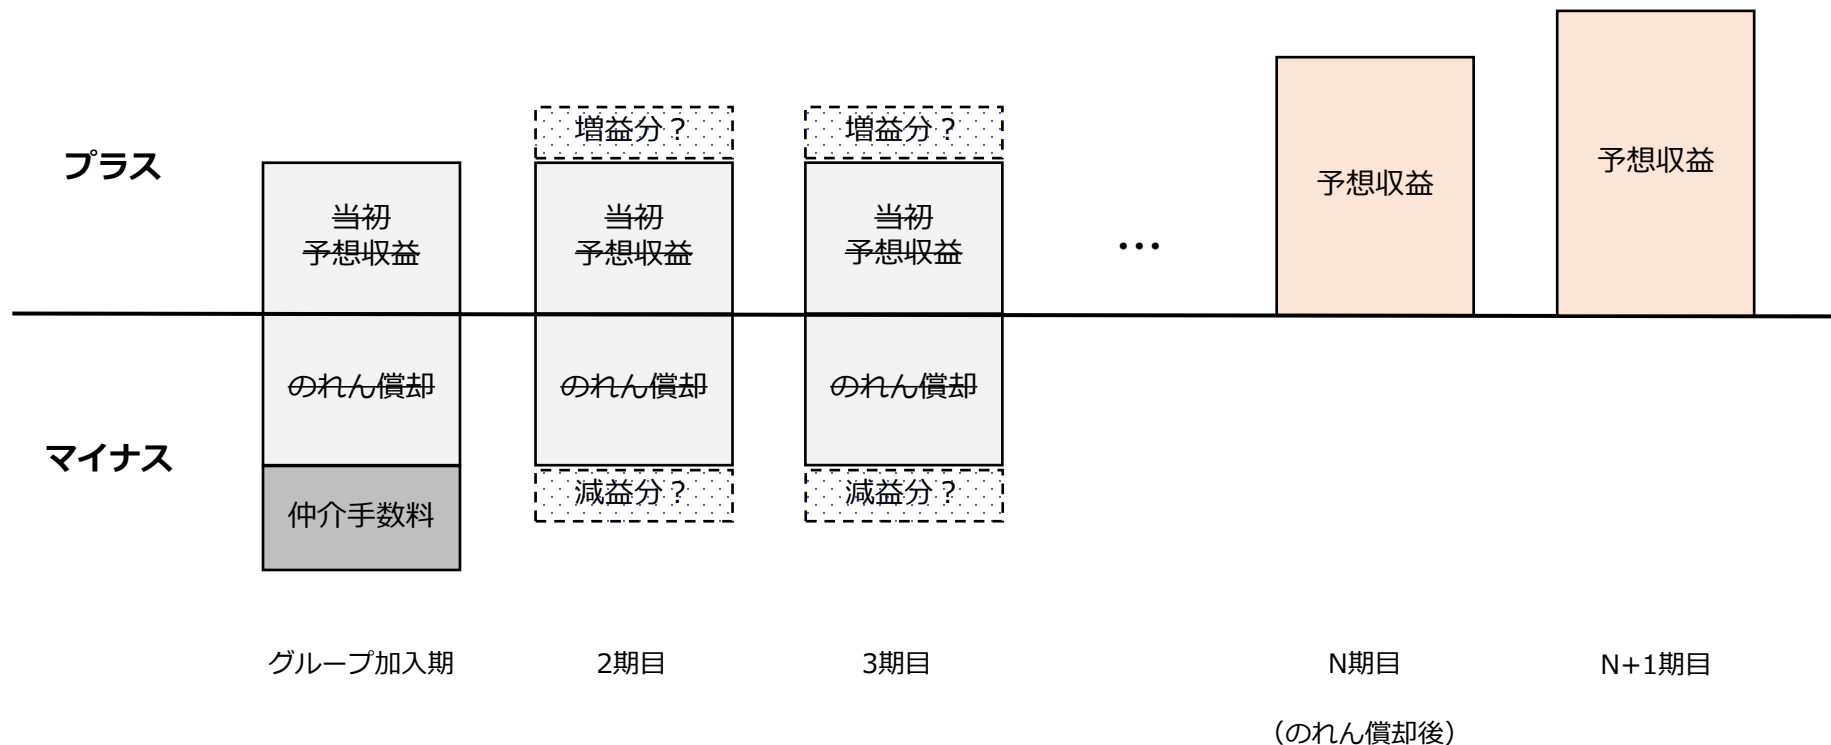 プラス
増益分？
増益分？
当初
予想収益
当初
予想収益
当初
予想収益
…
予想収益
予想収益
マイナス
のれん償却
のれん償却
のれん償却
仲介手数料
減益分？
減益分？
グループ加入期
2期目
3期目
N期目
N+1期目
（のれん償却後）